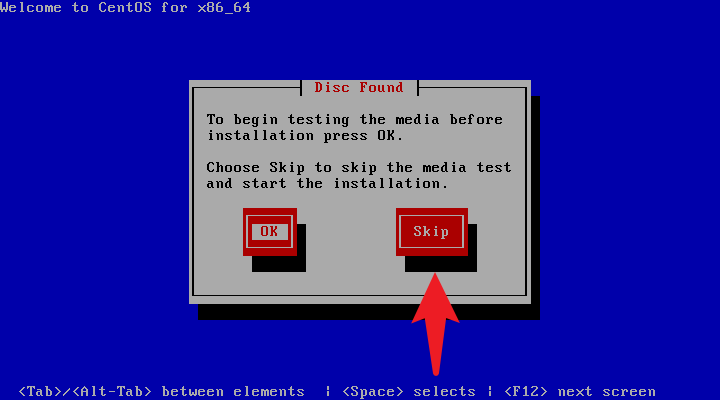 Welcome to CentOS for x86_64
Disc Found
To begin testing the media before
installation press OK.
Choose Skip to skip the media test
and start the installation.
OK Skip
<Tab>/<Alt-Tab> between elements | <Space> selects | <F12> next screen